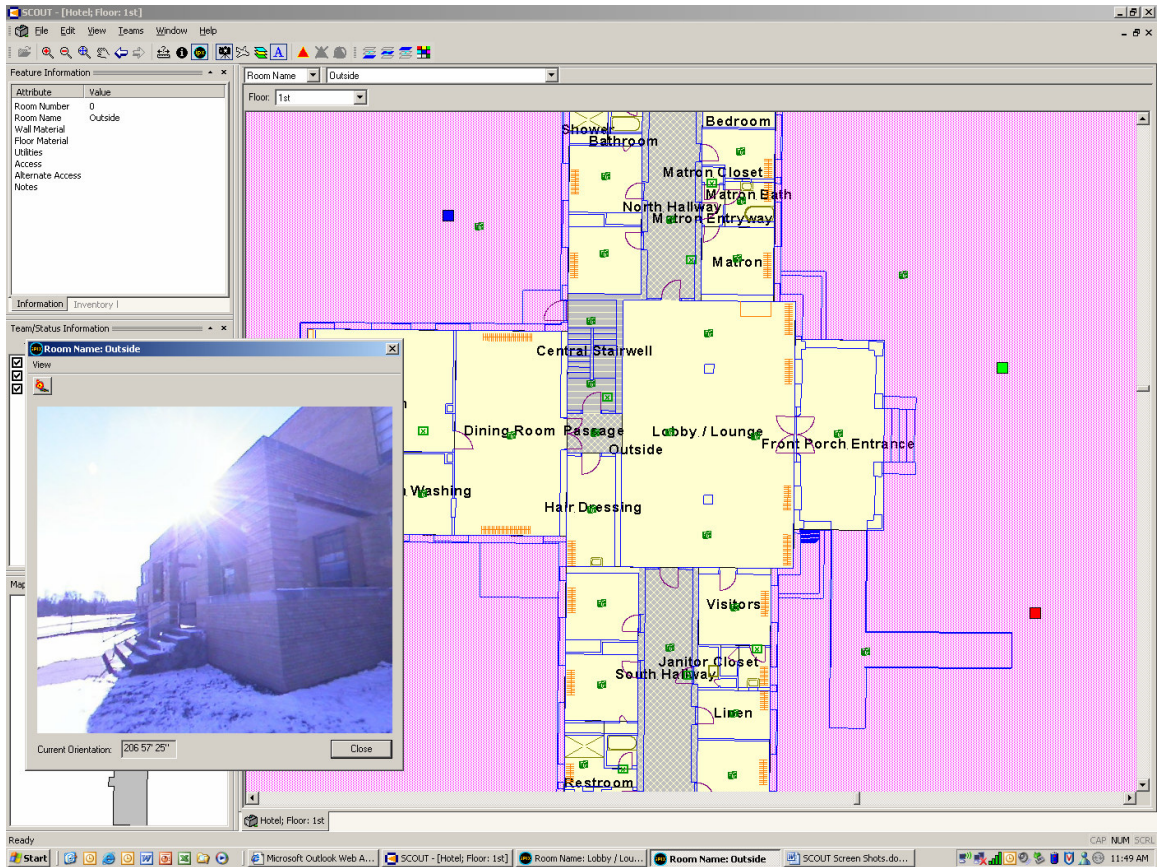 SCOUT - [Hotel; Floor: 1st]
File Edit View Teams Window Help
Feature Information
Attribute Value
Room Number 0
Room Name Outside
Wall Material
Floor Material
Utilities
Access
Alternate Access
Notes
Information Inventory
Team/Status Information
Room Name Outside
Floor: 1st
Shower
Bathroom
Bedroom
Matron Closet
Matron Bath
North Hallway
Matron Entryway
Matron
Central Stairwell
Dining Room
Passage
Lobby / Lounge
Front Porch Entrance
Outside
Washing
Hair Dressing
Visitors
Janitor Closet
South Hallway
Linen
Restroom
Room Name: Outside
View
Current Orientation: 206 57' 25"
Close
Map
Hotel; Floor: 1st
Ready
CAP NUM SCRL
Start
Microsoft Outlook Web A...
SCOUT - [Hotel; Floor: 1st]
Room Name: Lobby / Lou...
Room Name: Outside
SCOUT Screen Shots.do...
11:49 AM